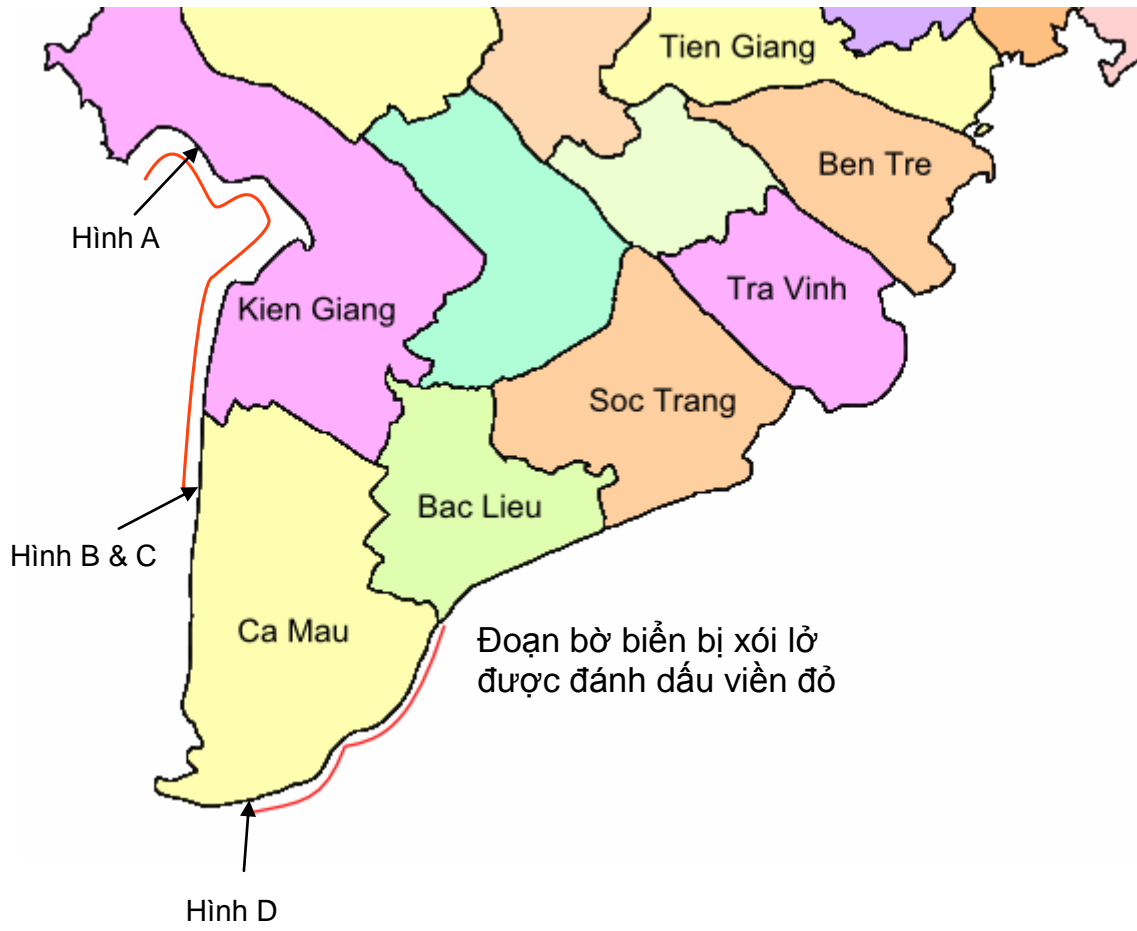 Tien Giang
Ben Tre
Hình A
Tra Vinh
Kien Giang
Soc Trang
Bac Lieu
Hình B & C
Ca Mau
Đoạn bờ biển bị xói lở
được đánh dấu viền đỏ
Hình D